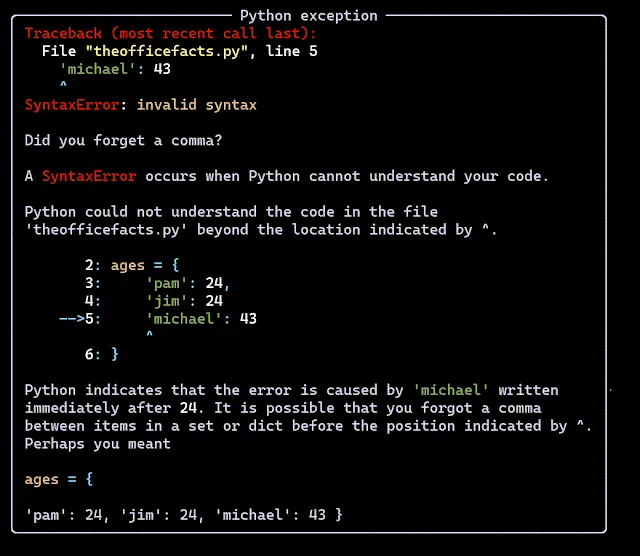 Python exception
Traceback (most recent call last):
File "theofficefacts.py", line 5
'michael': 43
^
SyntaxError: invalid syntax
Did you forget a comma?
A SyntaxError occurs when Python cannot understand your code.
Python could not understand the code in the file
'theofficefacts.py' beyond the location indicated by ^.
2: ages = {
3: 'pam': 24,
4: 'jim': 24
-->5: 'michael': 43
^
6: }
Python indicates that the error is caused by 'michael' written
immediately after 24. It is possible that you forgot a comma
between items in a set or dict before the position indicated by ^.
Perhaps you meant
ages = {
'pam': 24, 'jim': 24, 'michael': 43 }